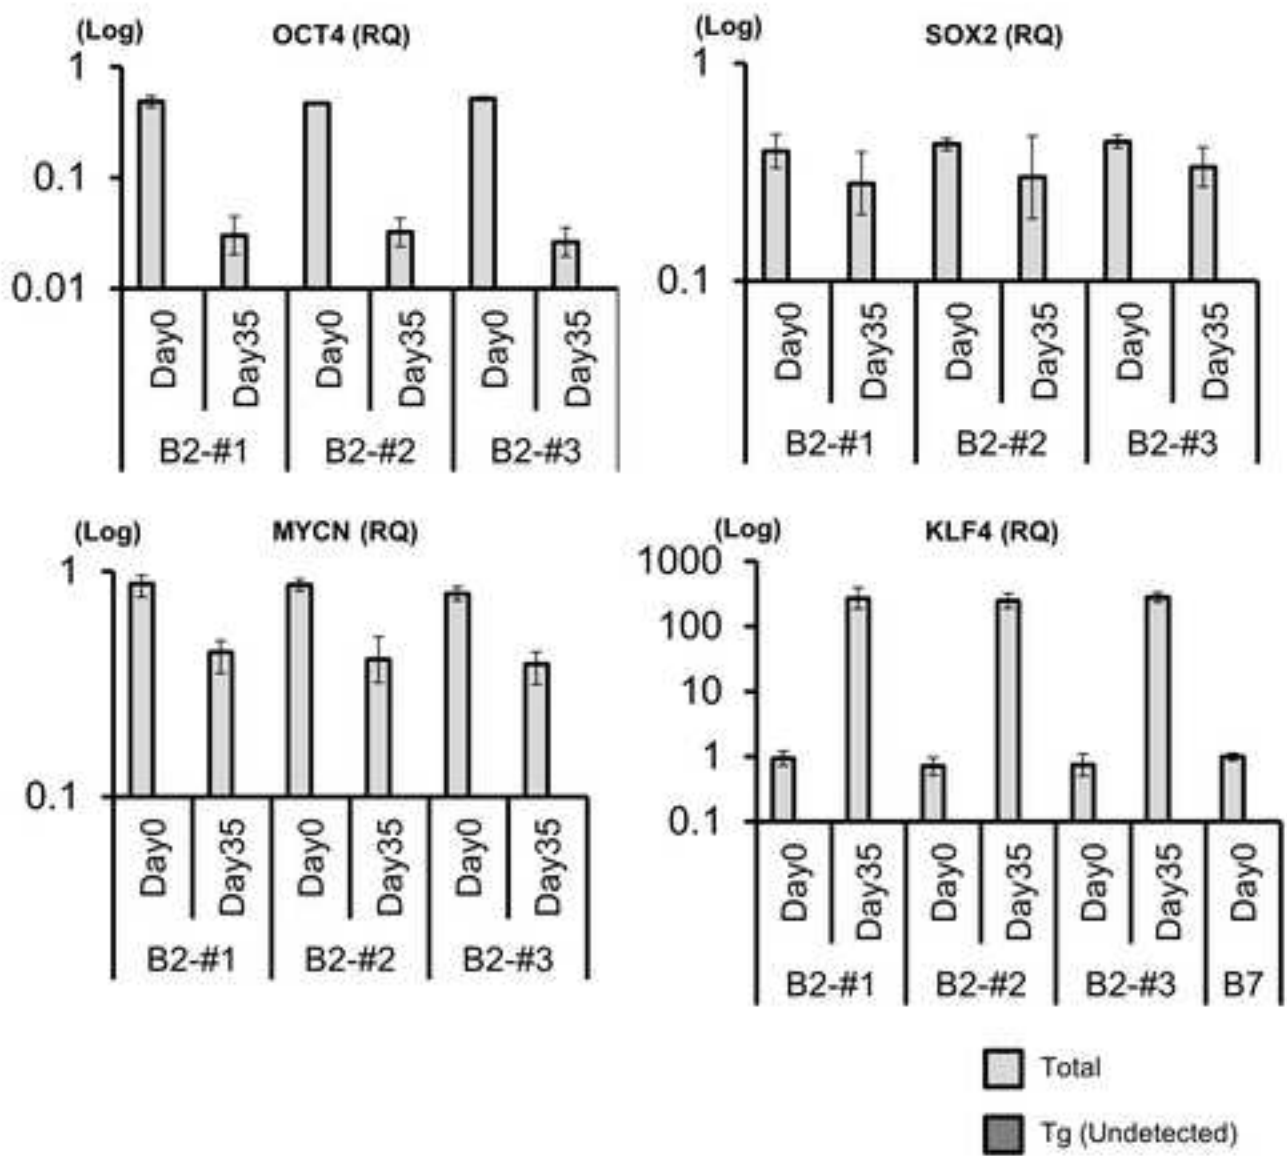 (Log) OCT4 (RQ)
1
0.1
0.01
Day0 Day35 Day0 Day35 Day0 Day35
B2-#1 B2-#2 B2-#3
(Log) SOX2 (RQ)
1
0.1
Day0 Day35 Day0 Day35 Day0 Day35
B2-#1 B2-#2 B2-#3
(Log) MYCN (RQ)
1
0.1
Day0 Day35 Day0 Day35 Day0 Day35
B2-#1 B2-#2 B2-#3
(Log) KLF4 (RQ)
1000
100
10
1
0.1
Day0 Day35 Day0 Day35 Day0 Day35 Day0
B2-#1 B2-#2 B2-#3 B7
Total
Tg (Undetected)